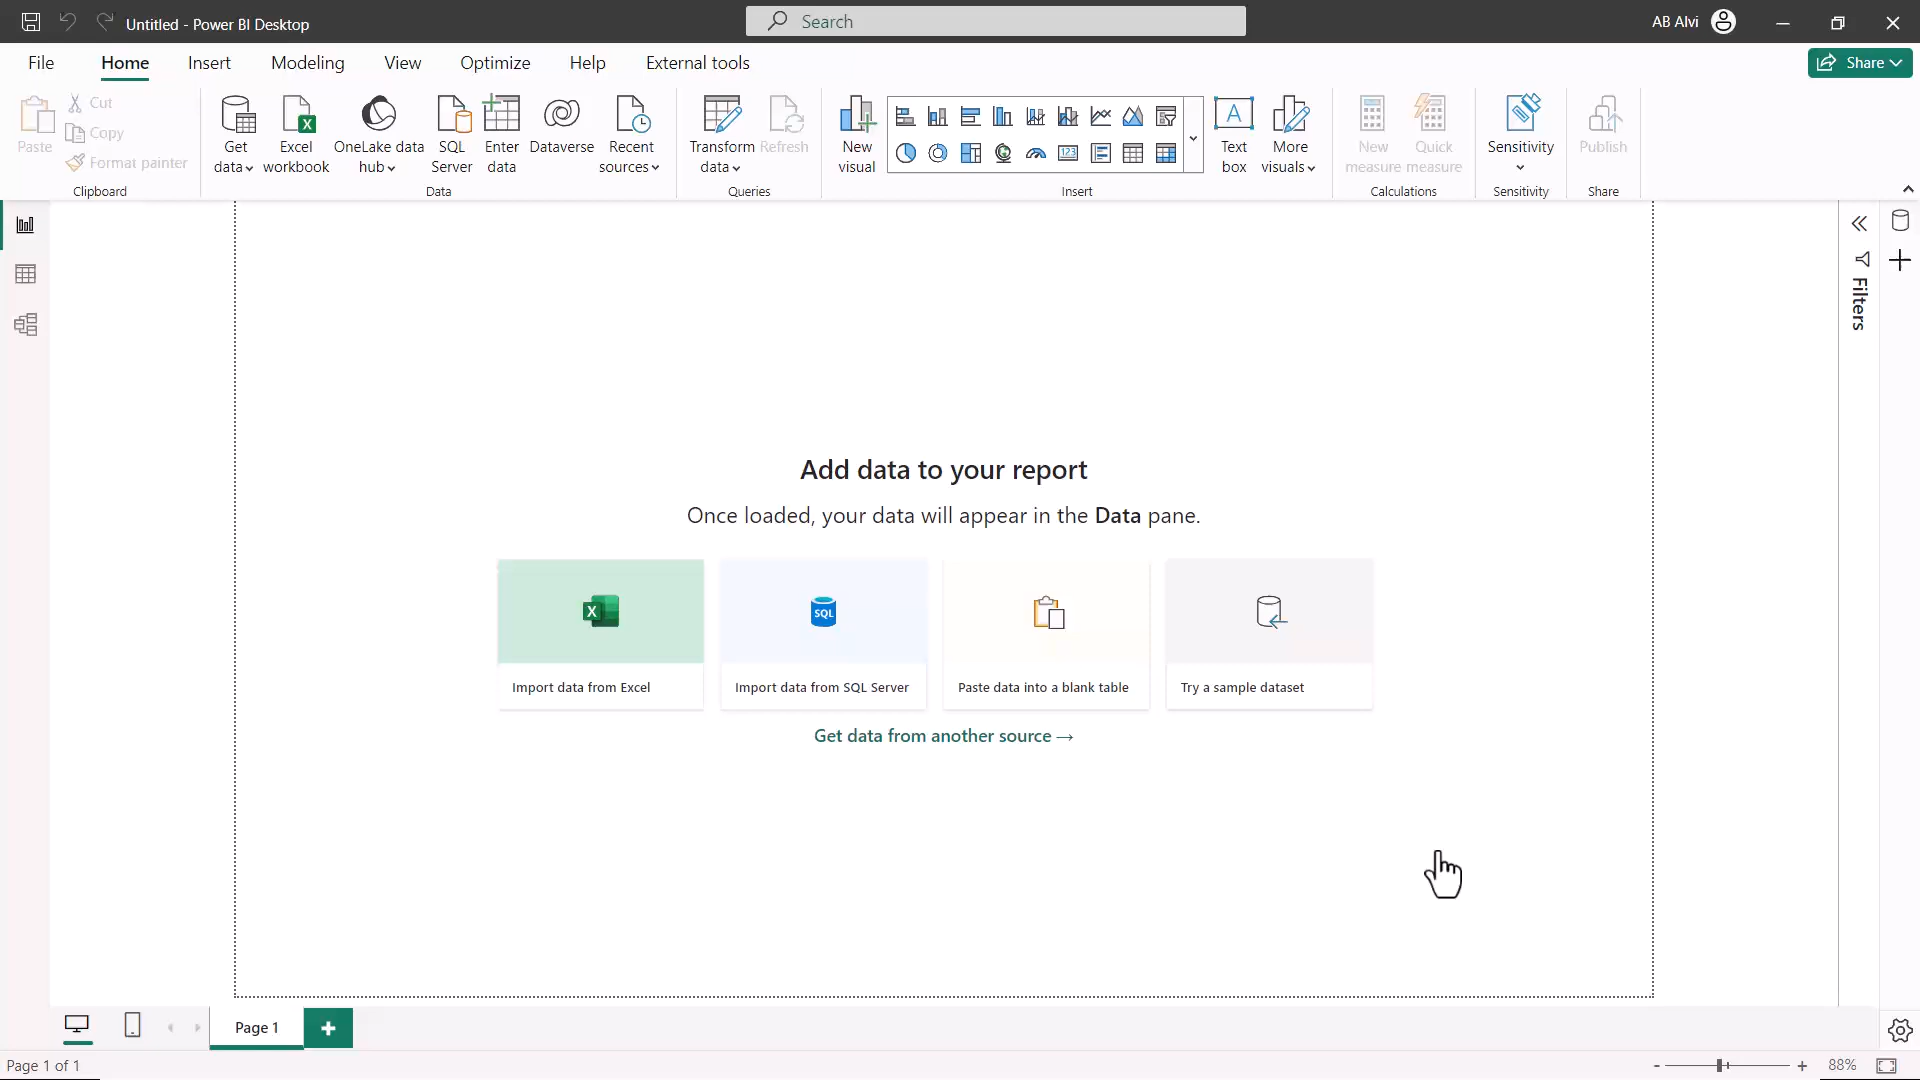 Untitled - Power BI Desktop
Search
AB Alvi
File
Home
Insert
Modeling
View
Optimize
Help
External tools
Share
Paste
Cut
Copy
Format painter
Clipboard
Get
data
Excel
workbook
OneLake data
hub
SQL
Server
Enter
data
Dataverse
Recent
sources
Data
Transform
data
Refresh
Queries
New
visual
123
Insert
A
Text
box
More
visuals
New
measure
Quick
measure
Calculations
Sensitivity
Sensitivity
Publish
Share
Filters
Add data to your report
Once loaded, your data will appear in the Data pane.
X
SQL
Import data from Excel
Import data from SQL Server
Paste data into a blank table
Try a sample dataset
Get data from another source →
Page 1
+
Page 1 of 1
- + 88%